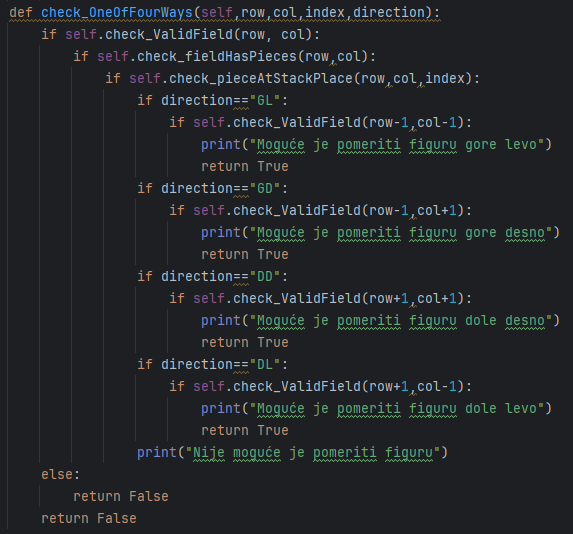 def check_OneOfFourWays(self,row,col,index,direction):
    if self.check_ValidField(row, col):
        if self.check_fieldHasPieces(row,col):
            if self.check_pieceAtStackPlace(row,col,index):
                if direction=="GL":
                    if self.check_ValidField(row-1,col-1):
                        print("Moguće je pomeriti figuru gore levo")
                        return True
                if direction=="GD":
                    if self.check_ValidField(row-1,col+1):
                        print("Moguće je pomeriti figuru gore desno")
                        return True
                if direction=="DD":
                    if self.check_ValidField(row+1,col+1):
                        print("Moguće je pomeriti figuru dole desno")
                        return True
                if direction=="DL":
                    if self.check_ValidField(row+1,col-1):
                        print("Moguće je pomeriti figuru dole levo")
                        return True
                print("Nije moguće je pomeriti figuru")
    else:
        return False
    return False